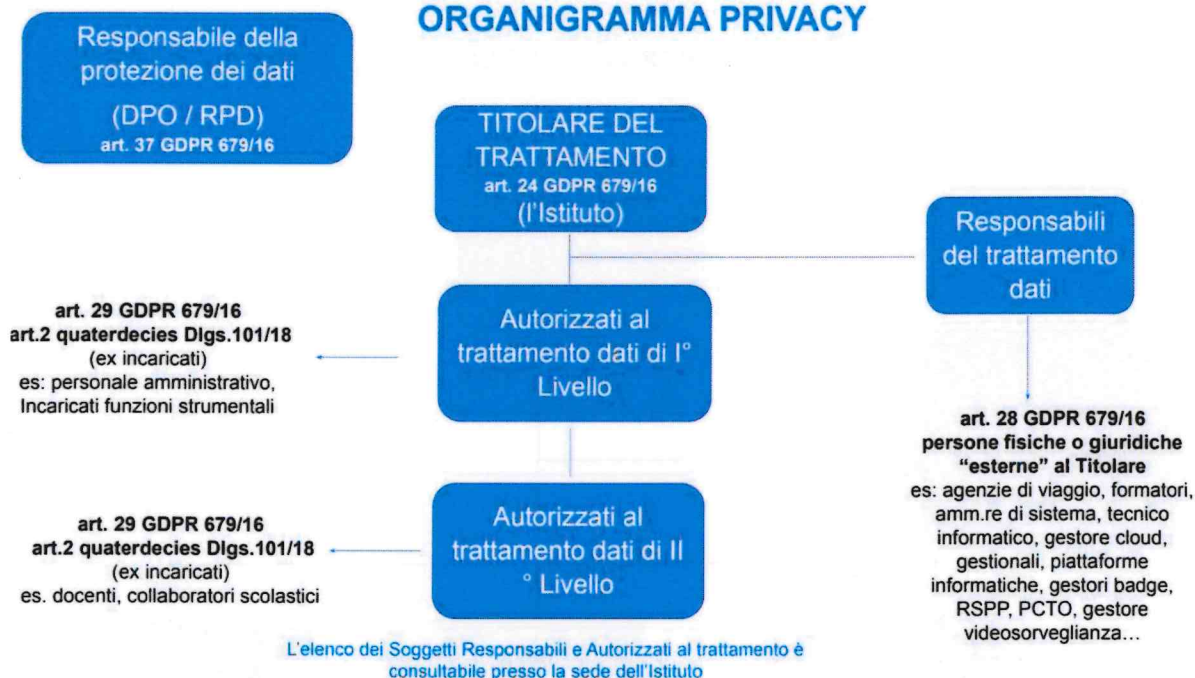 ORGANIGRAMMA PRIVACY
Responsabile della
protezione dei dati
(DPO / RPD)
art. 37 GDPR 679/16
TITOLARE DEL
TRATTAMENTO
art. 24 GDPR 679/16
(l'Istituto)
Responsabili
del trattamento
dati
art. 29 GDPR 679/16
art.2 quaterdecies Dlgs.101/18
(ex incaricati)
es: personale amministrativo,
Incaricati funzioni strumentali
Autorizzati al
trattamento dati di I°
Livello
art. 28 GDPR 679/16
persone fisiche o giuridiche
"esterne" al Titolare
es: agenzie di viaggio, formatori,
amm.re di sistema, tecnico
informatico, gestore cloud,
gestionali, piattaforme
informatiche, gestori badge,
RSPP, PCTO, gestore
videosorveglianza…
art. 29 GDPR 679/16
art.2 quaterdecies Dlgs.101/18
(ex incaricati)
es. docenti, collaboratori scolastici
Autorizzati al
trattamento dati di II
° Livello
L'elenco dei Soggetti Responsabili e Autorizzati al trattamento è
consultabile presso la sede dell'Istituto